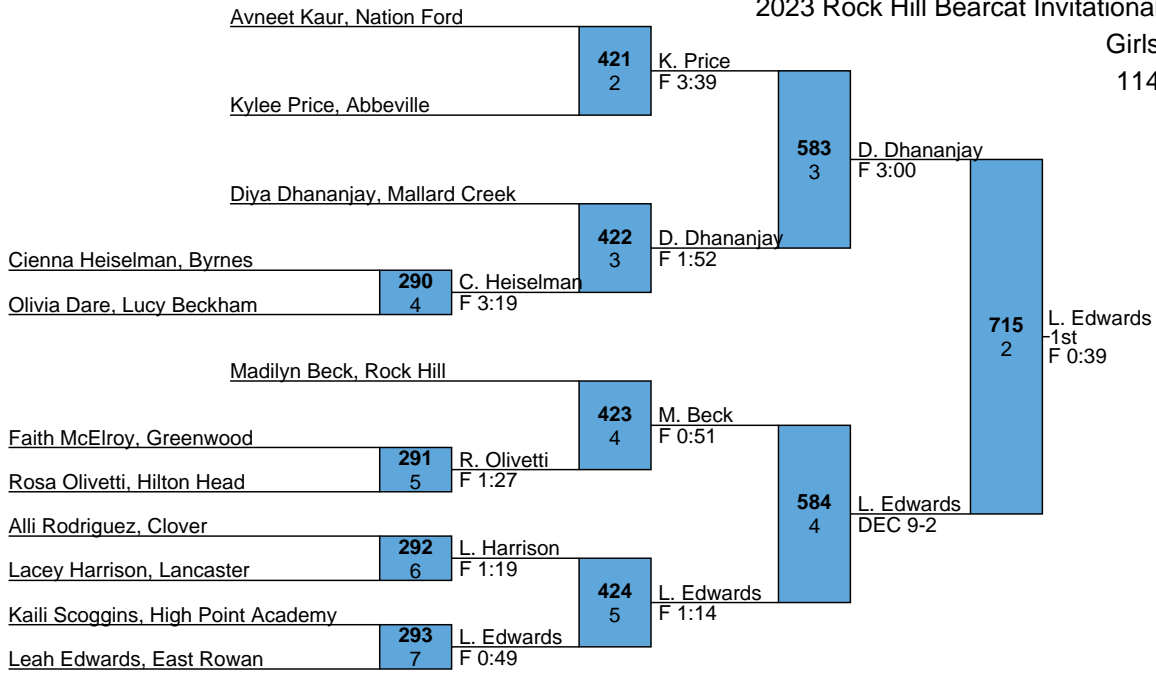 2023 Rock Hill Bearcat Invitational
Girls
114
Avneet Kaur, Nation Ford
421
2
K. Price
F 3:39
Kylee Price, Abbeville
583
3
D. Dhananjay
F 3:00
Diya Dhananjay, Mallard Creek
422
3
D. Dhananjay
F 1:52
Cienna Heiselman, Byrnes
290
4
C. Heiselman
F 3:19
Olivia Dare, Lucy Beckham
715
2
L. Edwards
1st
F 0:39
Madilyn Beck, Rock Hill
423
4
M. Beck
F 0:51
Faith McElroy, Greenwood
291
5
R. Olivetti
F 1:27
Rosa Olivetti, Hilton Head
584
4
L. Edwards
DEC 9-2
Alli Rodriguez, Clover
292
6
L. Harrison
F 1:19
Lacey Harrison, Lancaster
424
5
L. Edwards
F 1:14
Kaili Scoggins, High Point Academy
293
7
L. Edwards
F 0:49
Leah Edwards, East Rowan